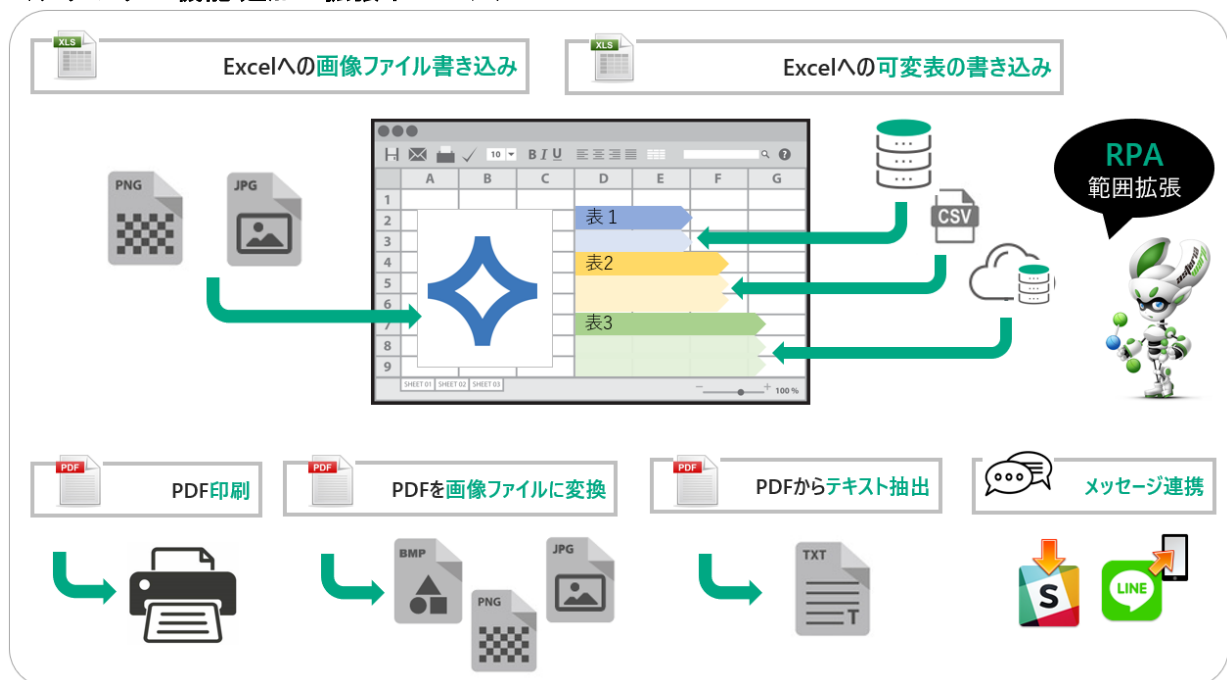 XLS
Excelへの画像ファイル書き込み
XLS
Excelへの可変表の書き込み
RPA
範囲拡張
PNG
JPG
10
B I U
A B C D E F G
1
2
3
4
5
6
7
8
9
表1
表2
表3
CSV
SHEET 01 SHEET 02 SHEET 03
100 %
PDF
PDF印刷
PDF
PDFを画像ファイルに変換
PDF
PDFからテキスト抽出
メッセージ連携
BMP
PNG
JPG
TXT
T
S
LINE